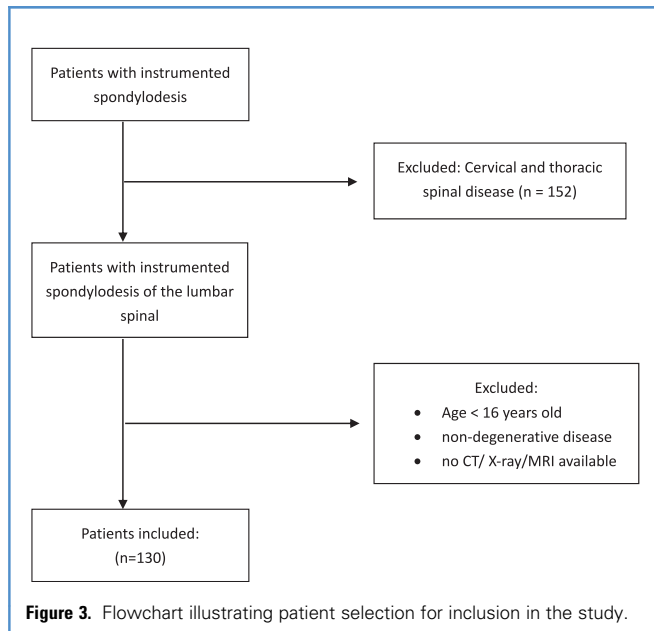 Patients with instrumented
spondylodesis
Excluded: Cervical and thoracic
spinal disease (n = 152)
Patients with instrumented
spondylodesis of the lumbar
spinal
Excluded:
• Age < 16 years old
• non-degenerative disease
• no CT/ X-ray/MRI available
Patients included:
(n=130)
Figure 3. Flowchart illustrating patient selection for inclusion in the study.